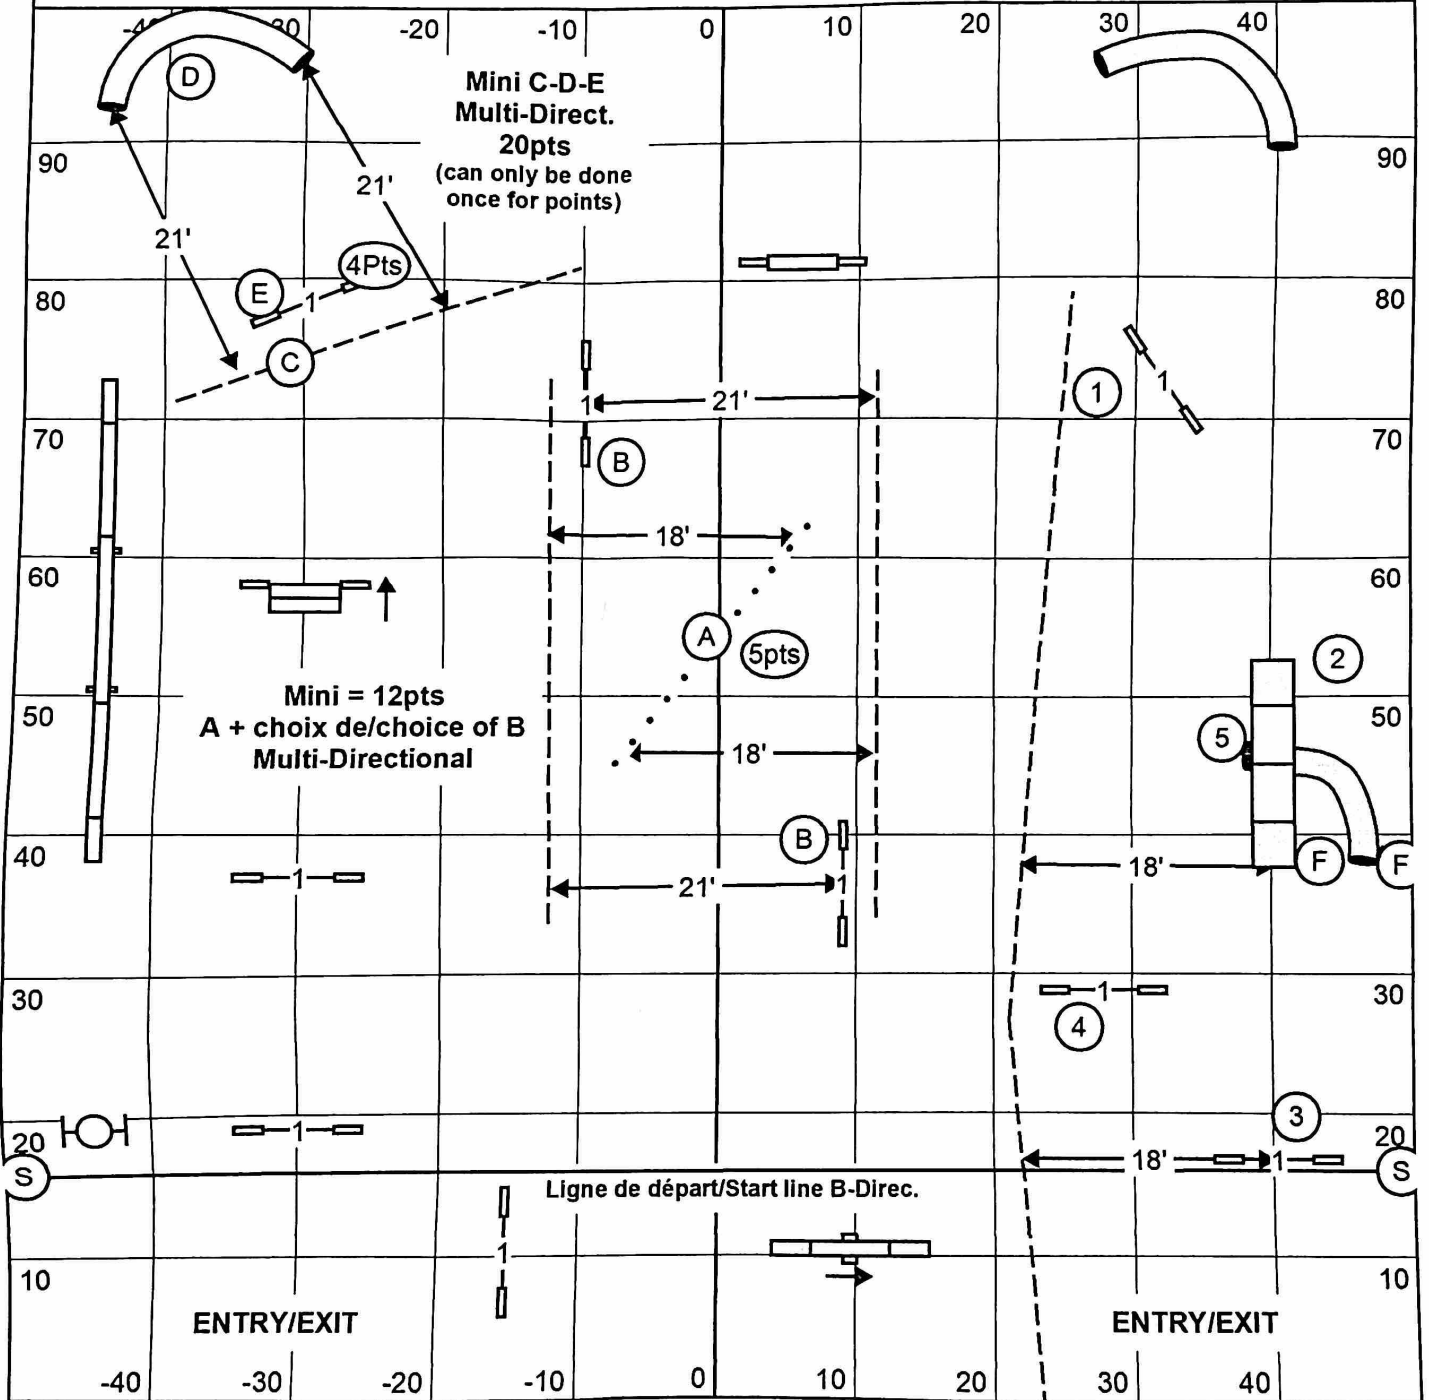 -40 -30 -20 -10 0 10 20 30 40
D
Mini C-D-E
Multi-Direct.
20pts
(can only be done
once for points)
90 90
21'
21'
4Pts
E
1
80 80
C
1
1
1 21'
70 70
B
18'
60 60
A
5pts
2
Mini = 12pts
A + choix de/choice of B
Multi-Directional
50 50
5
18'
B
40
F
F
18'
1
21' 1
30 30
1
4
3
20 20
1
18' 1
S S
Ligne de départ/Start line B-Direc.
1
10 10
ENTRY/EXIT ENTRY/EXIT
-40 -30 -20 -10 0 10 20 30 40